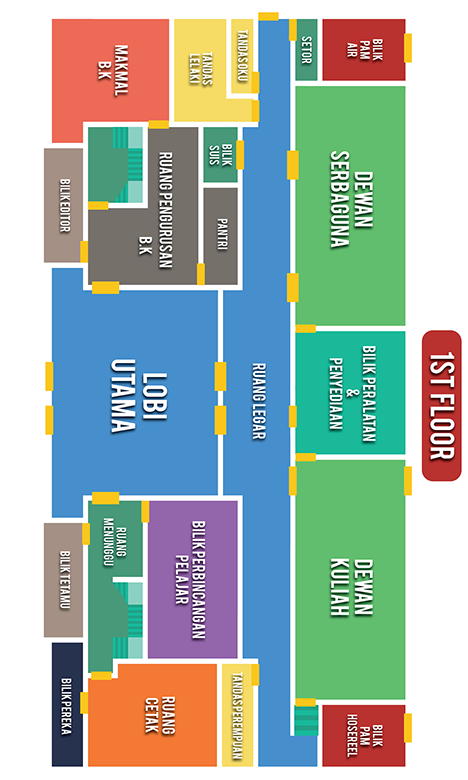 1ST FLOOR
BILIK
PAM
AIR
SETOR
TANDAS OKU
TANDAS
LELAKI
MAKMAL
B.K
DEWAN
SERBAGUNA
BILIK
SUIS
RUANG PENGURUSAN
B.K
PANTRI
BILIK EDITOR
BILIK PERALATAN
&
PENYEDIAAN
RUANG LEGAR
LOBI
UTAMA
DEWAN
KULIAH
BILIK PERBINCANGAN
PELAJAR
RUANG
MENUNGGU
BILIK TETAMU
BILIK
PAM
HOSEREEL
TANDAS PEREMPUAN
RUANG
CETAK
BILIK PEREKA